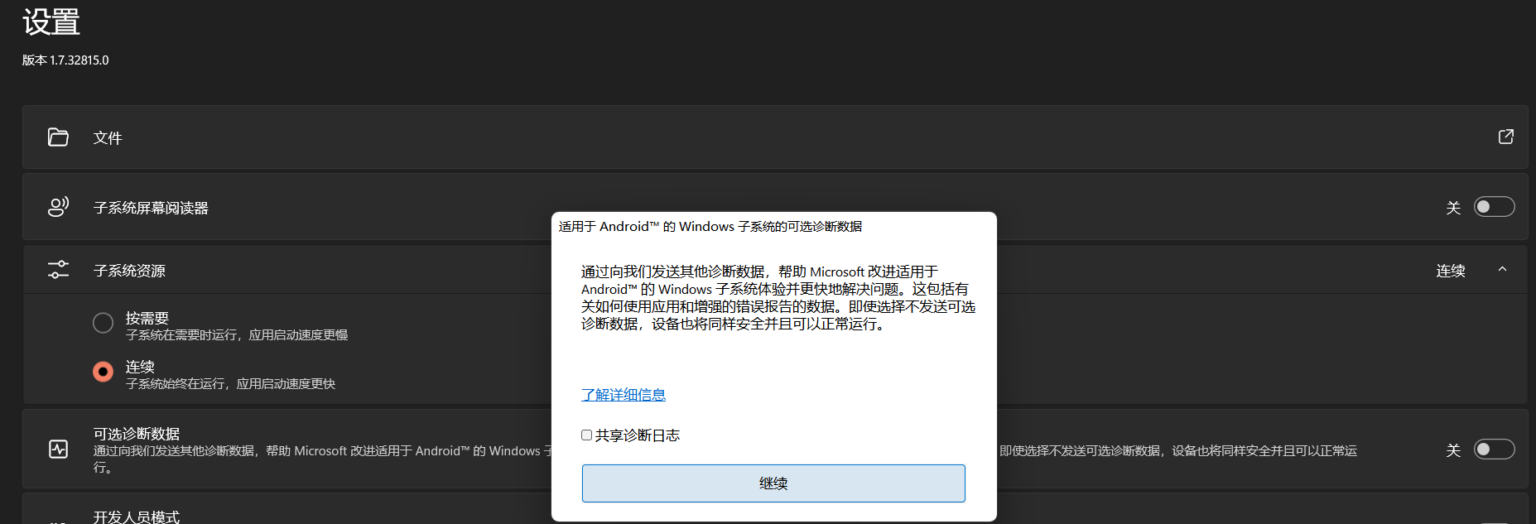 设置
版本 1.7.32815.0
文件
子系统屏幕阅读器
关
子系统资源
连续
按需要
子系统在需要时运行，应用启动速度更慢
连续
子系统始终在运行，应用启动速度更快
可选诊断数据
通过向我们发送其他诊断数据，帮助 Microsoft 改进适用于 Android™ 的 Windows 子
即使选择不发送可选诊断数据，设备也将同样安全并且可以正常运
行。
关
开发人员模式
适用于 Android™ 的 Windows 子系统的可选诊断数据
通过向我们发送其他诊断数据，帮助 Microsoft 改进适用于
Android™ 的 Windows 子系统体验并更快地解决问题。这包括有
关如何使用应用和增强的错误报告的数据。即使选择不发送可选
诊断数据，设备也将同样安全并且可以正常运行。
了解详细信息
共享诊断日志
继续